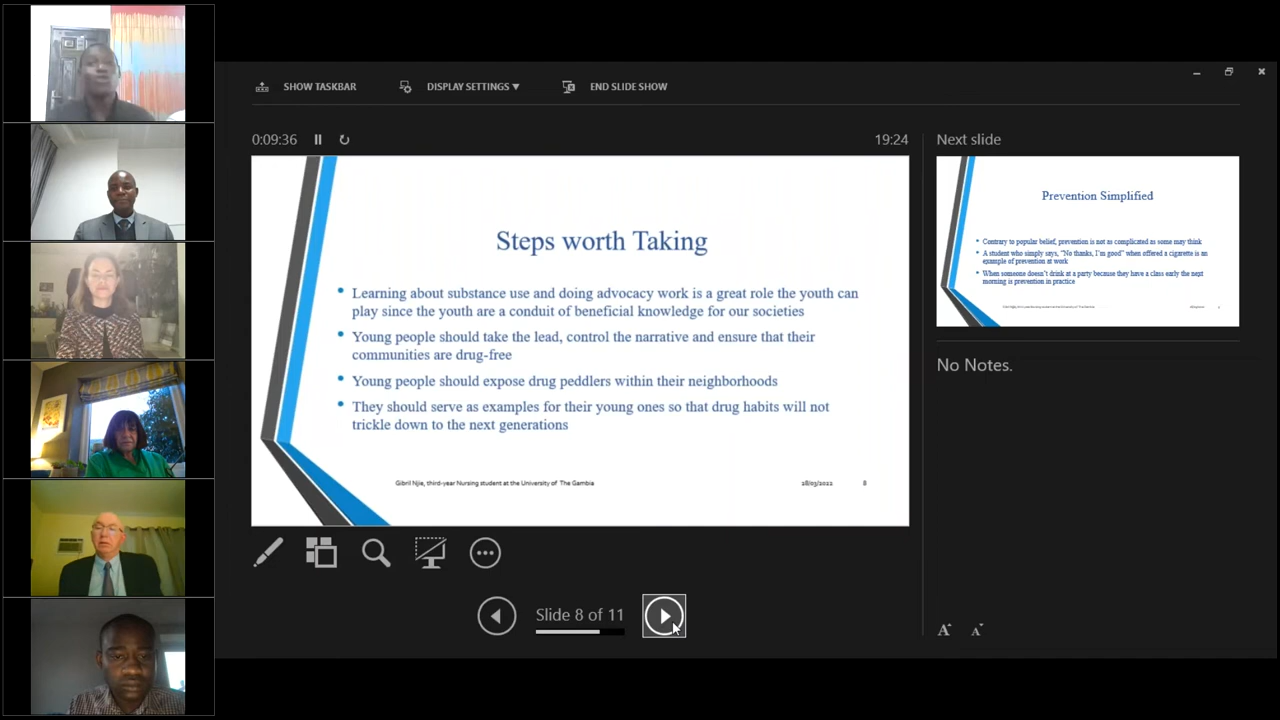 SHOW TASKBAR
DISPLAY SETTINGS ▼
END SLIDE SHOW
0:09:36
19:24
Steps worth Taking
• Learning about substance use and doing advocacy work is a great role the youth can
play since the youth are a conduit of beneficial knowledge for our societies
• Young people should take the lead, control the narrative and ensure that their
communities are drug-free
• Young people should expose drug peddlers within their neighborhoods
• They should serve as examples for their young ones so that drug habits will not
trickle down to the next generations
Gibril Njie, third-year Nursing student at the University of The Gambia
28/03/2022
8
Slide 8 of 11
Next slide
Prevention Simplified
• Contrary to popular belief, prevention is not as complicated as some may think
• A student who simply says, "No thanks, I'm good" when offered a cigarette is an
example of prevention at work
• When someone doesn't drink at a party because they have a class early the next
morning is prevention in practice
No Notes.
A A